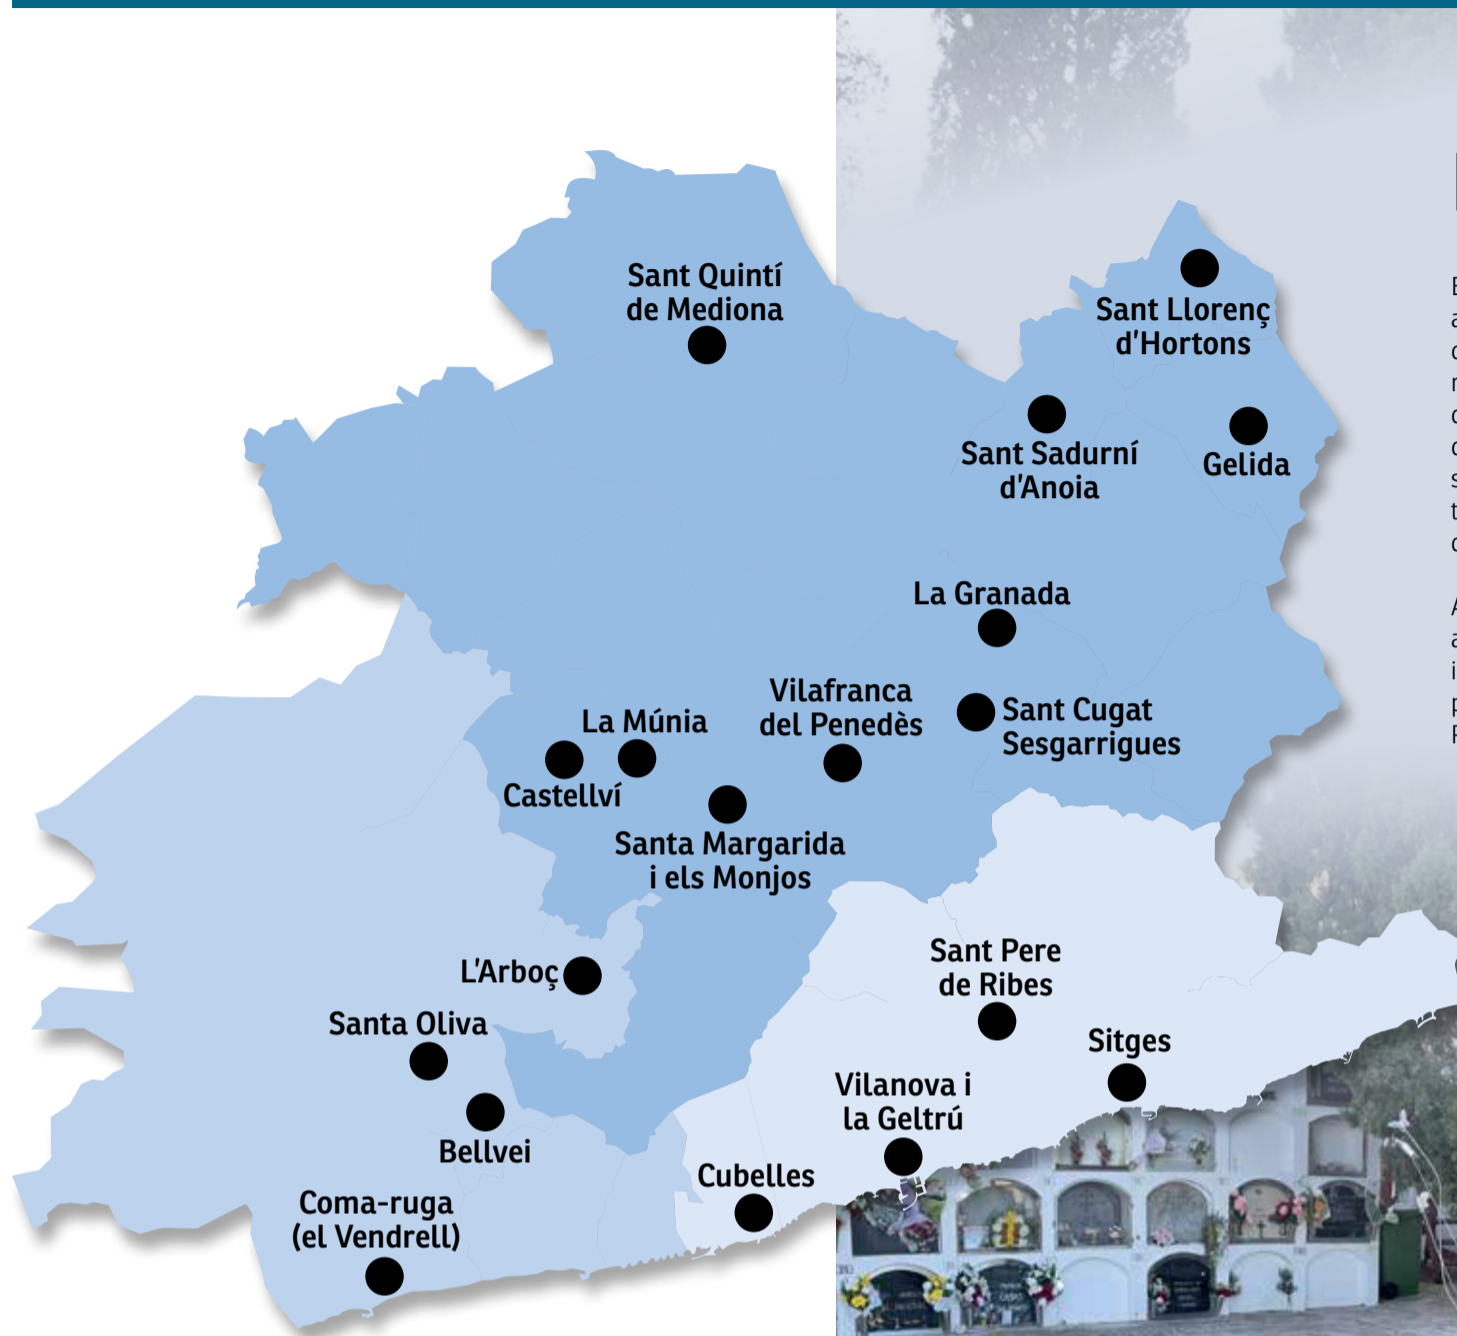 Sant Quintí
de Mediona
Sant Llorenç
d'Hortons
Sant Sadurní
d'Anoia
Gelida
La Granada
Vilafranca
del Penedès
Sant Cugat
Sesgarrigues
La Múnia
Castellví
Santa Margarida
i els Monjos
L'Arboç
Santa Oliva
Bellvei
Coma-ruga
(el Vendrell)
Sant Pere
de Ribes
Sitges
Vilanova i
la Geltrú
Cubelles